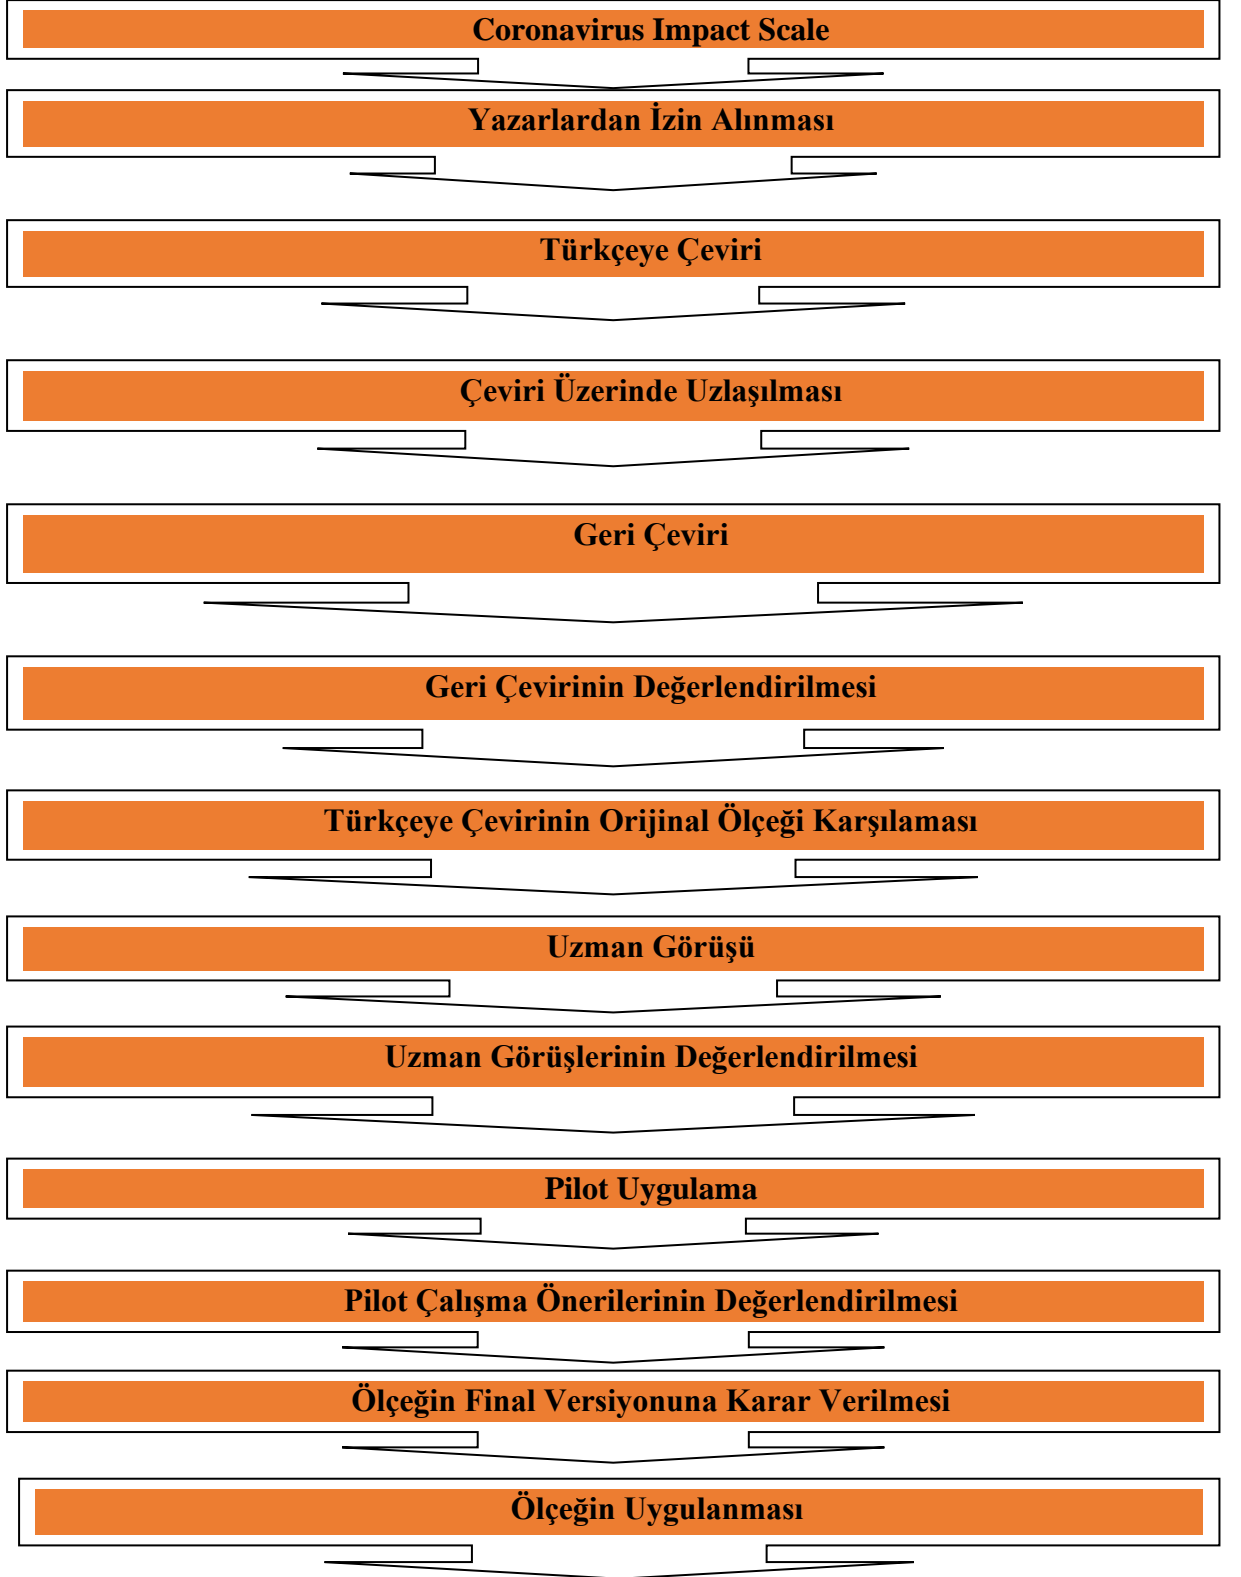 Coronavirus Impact Scale
Yazarlardan İzin Alınması
Türkçeye Çeviri
Çeviri Üzerinde Uzlaşılması
Geri Çeviri
Geri Çevirinin Değerlendirilmesi
Türkçeye Çevirinin Orijinal Ölçeği Karşılaması
Uzman Görüşü
Uzman Görüşlerinin Değerlendirilmesi
Pilot Uygulama
Pilot Çalışma Önerilerinin Değerlendirilmesi
Ölçeğin Final Versiyonuna Karar Verilmesi
Ölçeğin Uygulanması